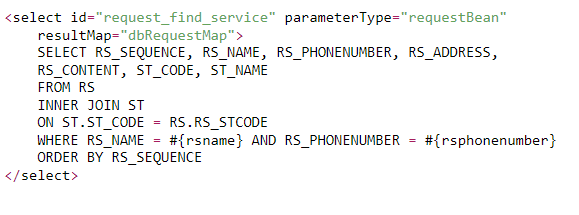 <select id="request_find_service" parameterType="requestBean"
resultMap="dbRequestMap">
SELECT RS_SEQUENCE, RS_NAME, RS_PHONENUMBER, RS_ADDRESS,
RS_CONTENT, ST_CODE, ST_NAME
FROM RS
INNER JOIN ST
ON ST.ST_CODE = RS.RS_STCODE
WHERE RS_NAME = #{rsname} AND RS_PHONENUMBER = #{rsphonenumber}
ORDER BY RS_SEQUENCE
</select>